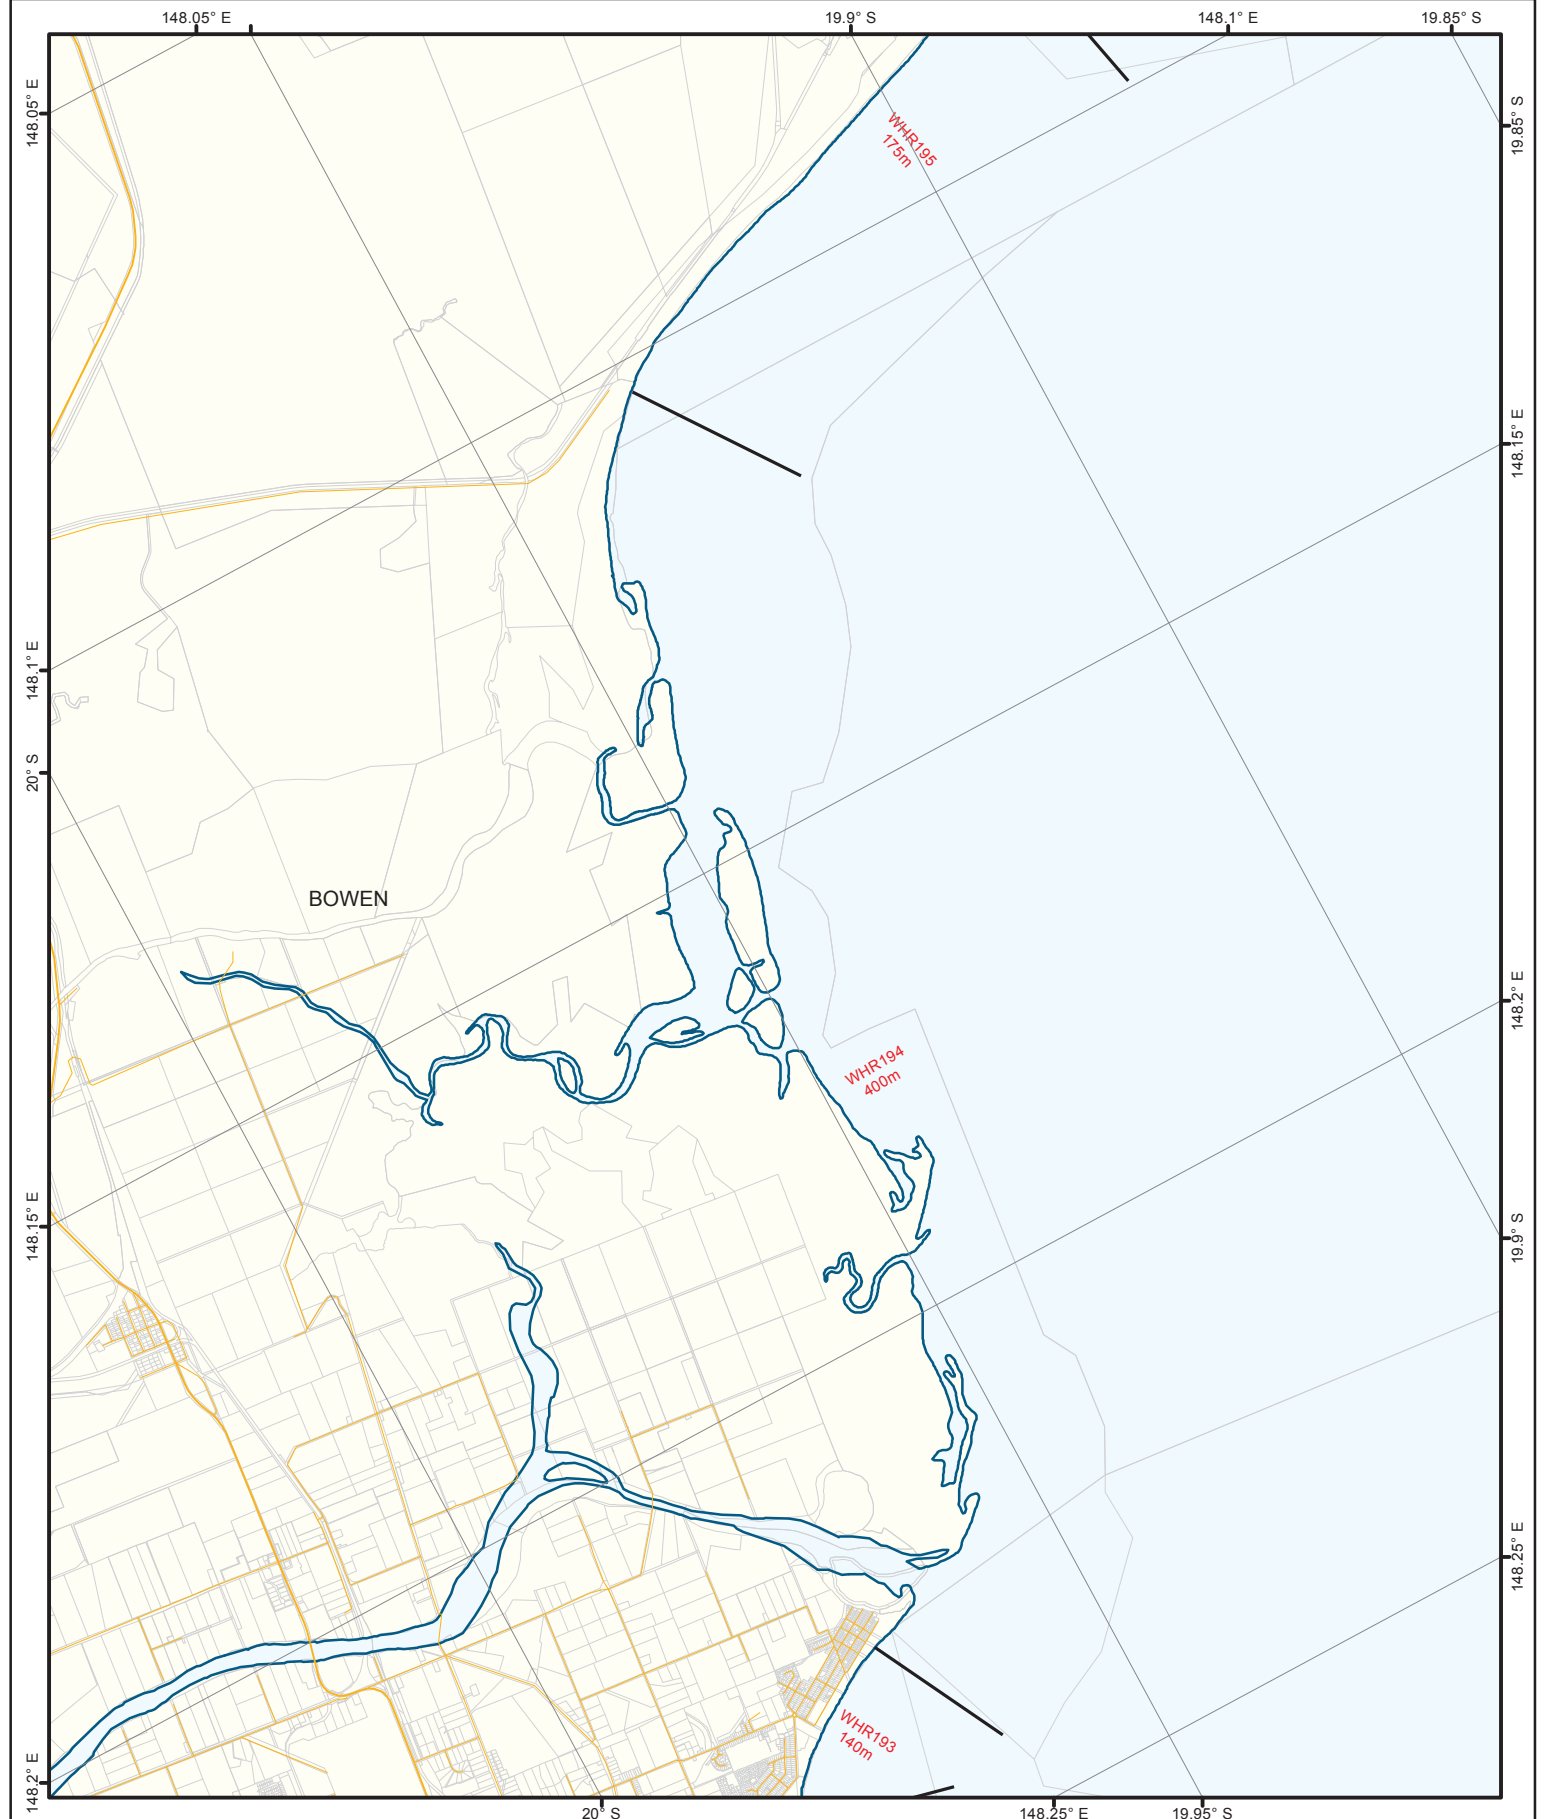 148.05° E
19.9° S
148.1° E
19.85° S
148.05° E
19.85° S
WHR195
175m
148.15° E
148.1° E
20° S
BOWEN
148.2° E
WHR194
400m
148.15° E
19.9° S
148.25° E
WHR193
140m
148.2° E
20° S
148.25° E
19.95° S